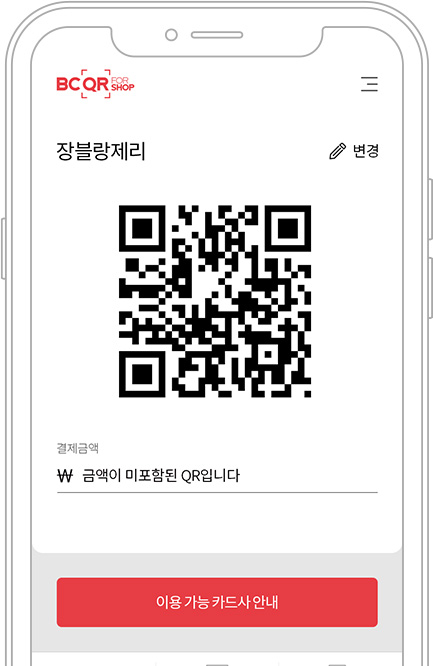 BC QR FOR
SHOP
장블랑제리
변경
결제금액
₩ 금액이 미포함된 QR입니다
이용 가능 카드사 안내